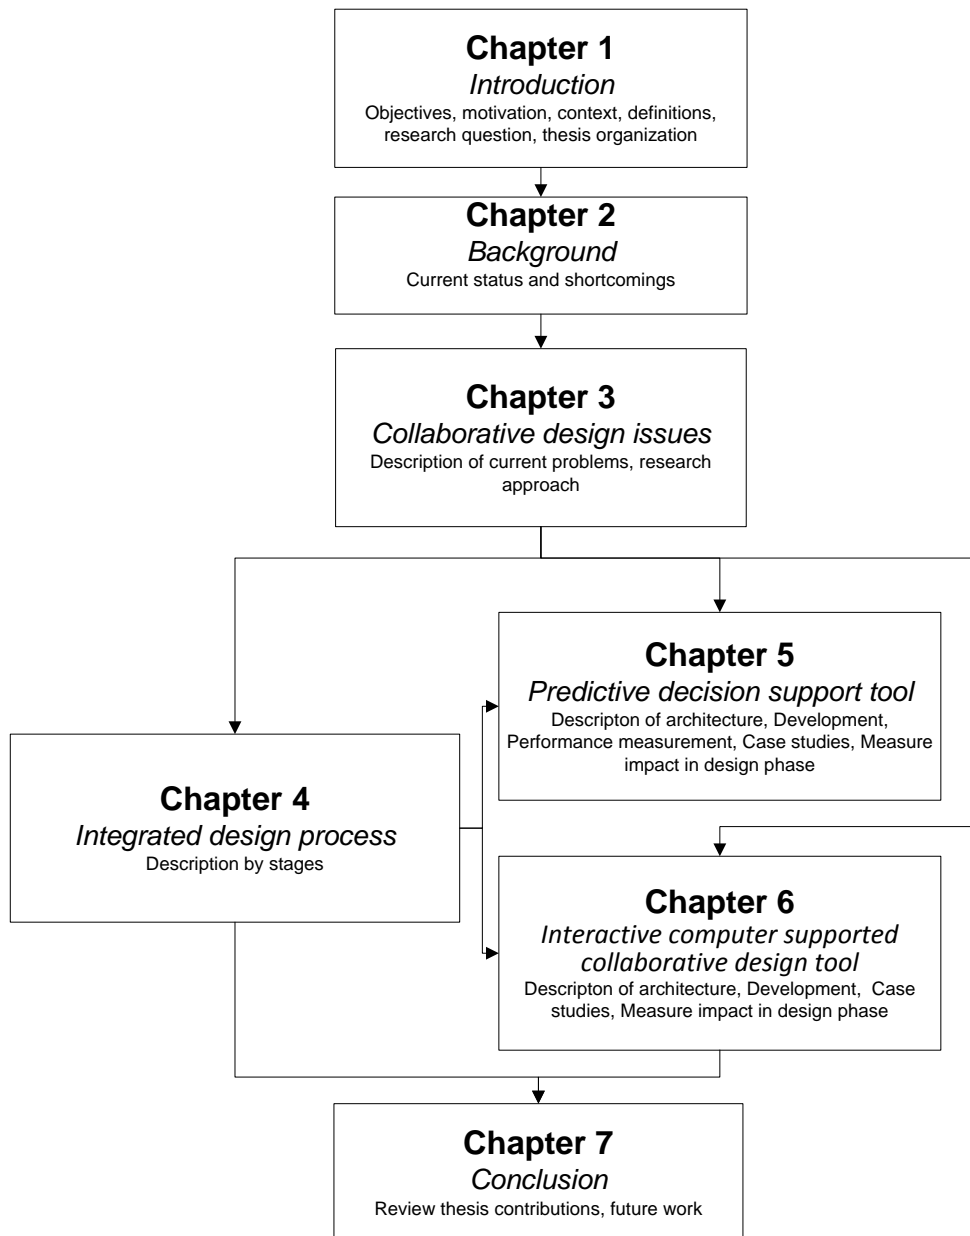 Chapter 1
Introduction
Objectives, motivation, context, definitions,
research question, thesis organization
Chapter 2
Background
Current status and shortcomings
Chapter 3
Collaborative design issues
Description of current problems, research
approach
Chapter 4
Integrated design process
Description by stages
Chapter 5
Predictive decision support tool
Descripton of architecture, Development,
Performance measurement, Case studies, Measure
impact in design phase
Chapter 6
Interactive computer supported
collaborative design tool
Descripton of architecture, Development,  Case
studies, Measure impact in design phase
Chapter 7
Conclusion
Review thesis contributions, future work